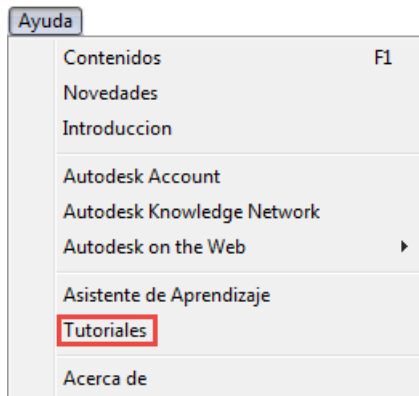 Ayuda
Contenidos F1
Novedades
Introduccion
Autodesk Account
Autodesk Knowledge Network
Autodesk on the Web
Asistente de Aprendizaje
Tutoriales
Acerca de